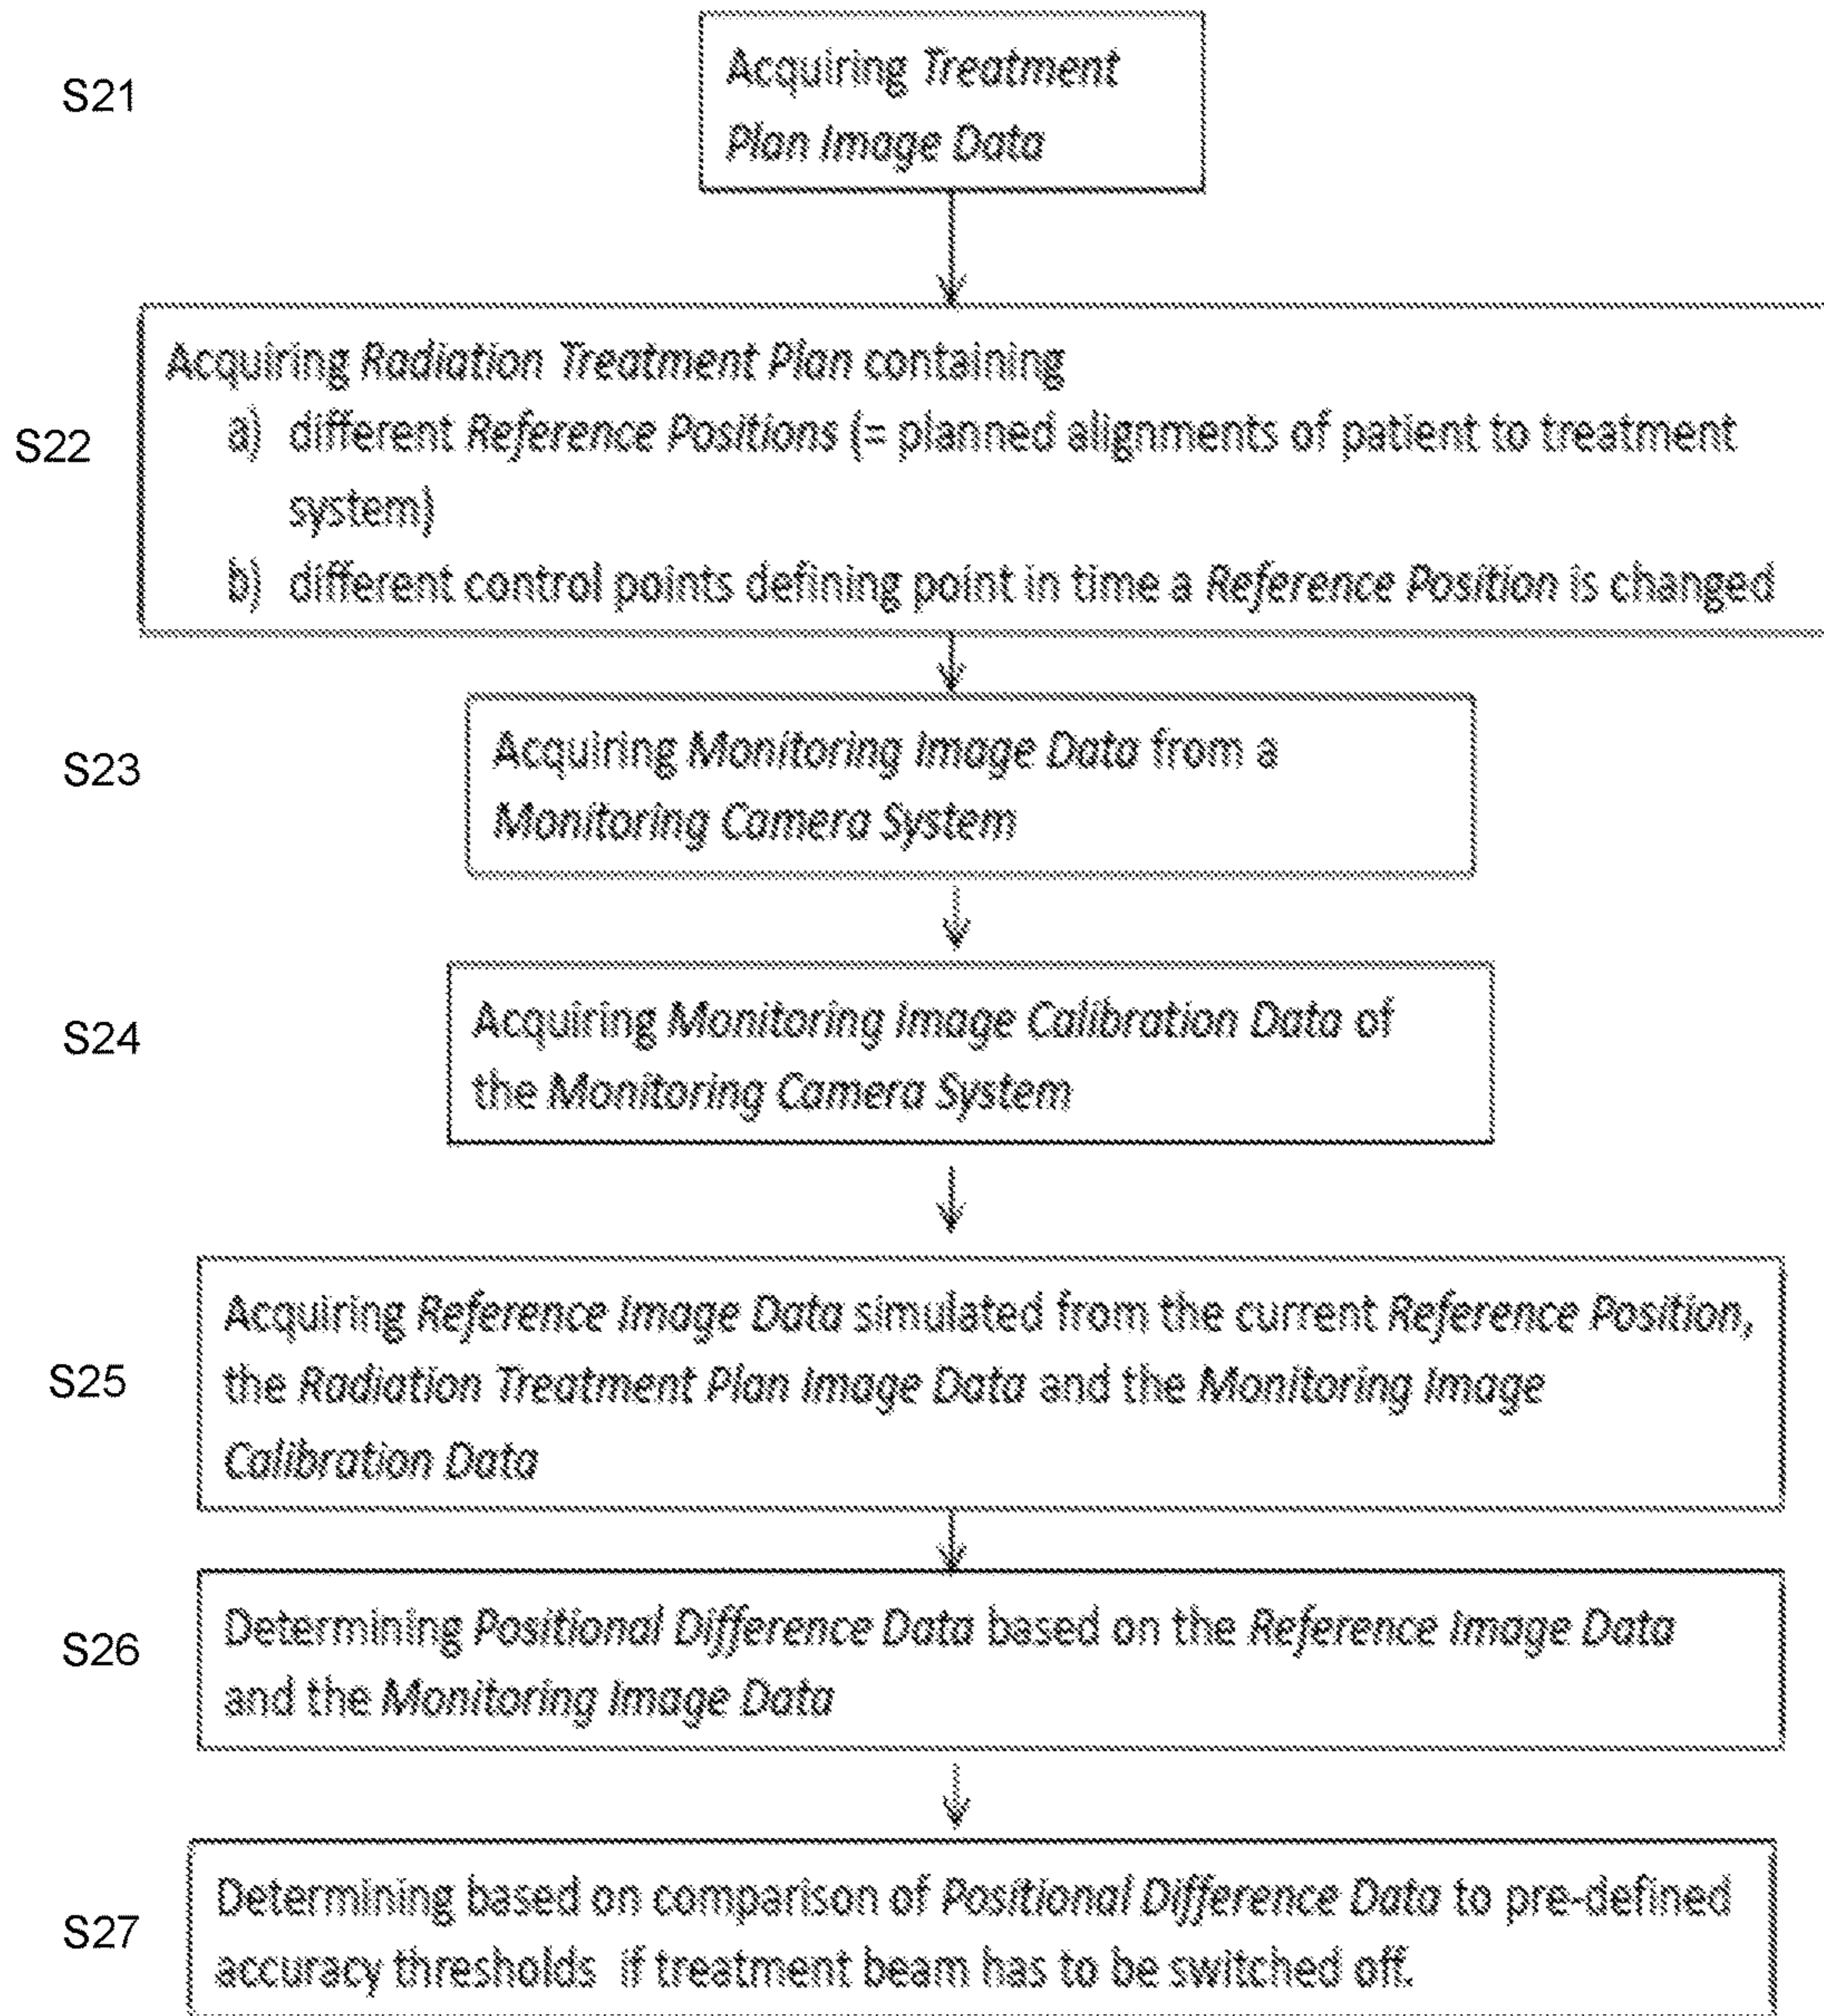 S21
Acquiring Treatment
Plan Image Data
S22
Acquiring Radiation Treatment Plan containing
a) different Reference Positions (= planned alignments of patient to treatment
system)
b) different control points defining point in time a Reference Position is changed
S23
Acquiring Monitoring Image Data from a
Monitoring Camera System
S24
Acquiring Monitoring Image Calibration Data of
the Monitoring Camera System
S25
Acquiring Reference Image Data simulated from the current Reference Position,
the Radiation Treatment Plan Image Data and the Monitoring Image
Calibration Data
S26
Determining Positional Difference Data based on the Reference Image Data
and the Monitoring Image Data
S27
Determining based on comparison of Positional Difference Data to pre-defined
accuracy thresholds if treatment beam has to be switched off.